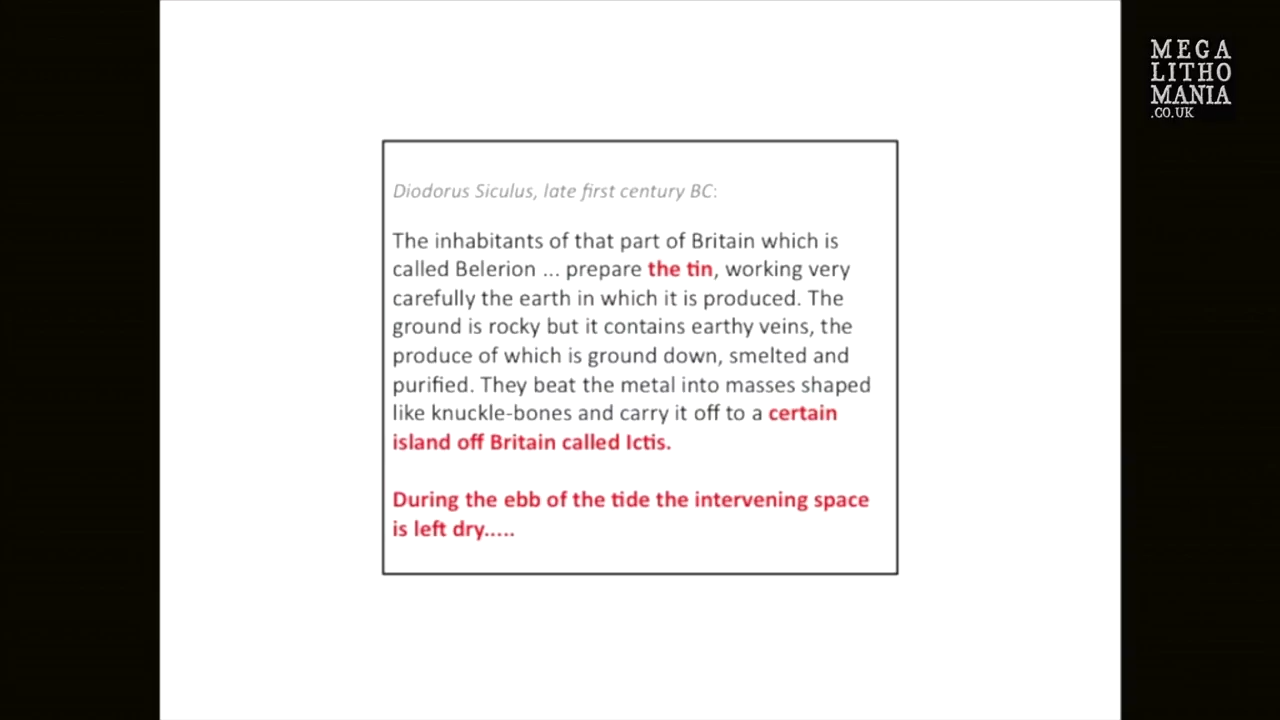 MEGA
LITHO
MANIA
.CO.UK
Diodorus Siculus, late first century BC:
The inhabitants of that part of Britain which is
called Belerion ... prepare the tin, working very
carefully the earth in which it is produced. The
ground is rocky but it contains earthy veins, the
produce of which is ground down, smelted and
purified. They beat the metal into masses shaped
like knuckle-bones and carry it off to a certain
island off Britain called Ictis.
During the ebb of the tide the intervening space
is left dry.....